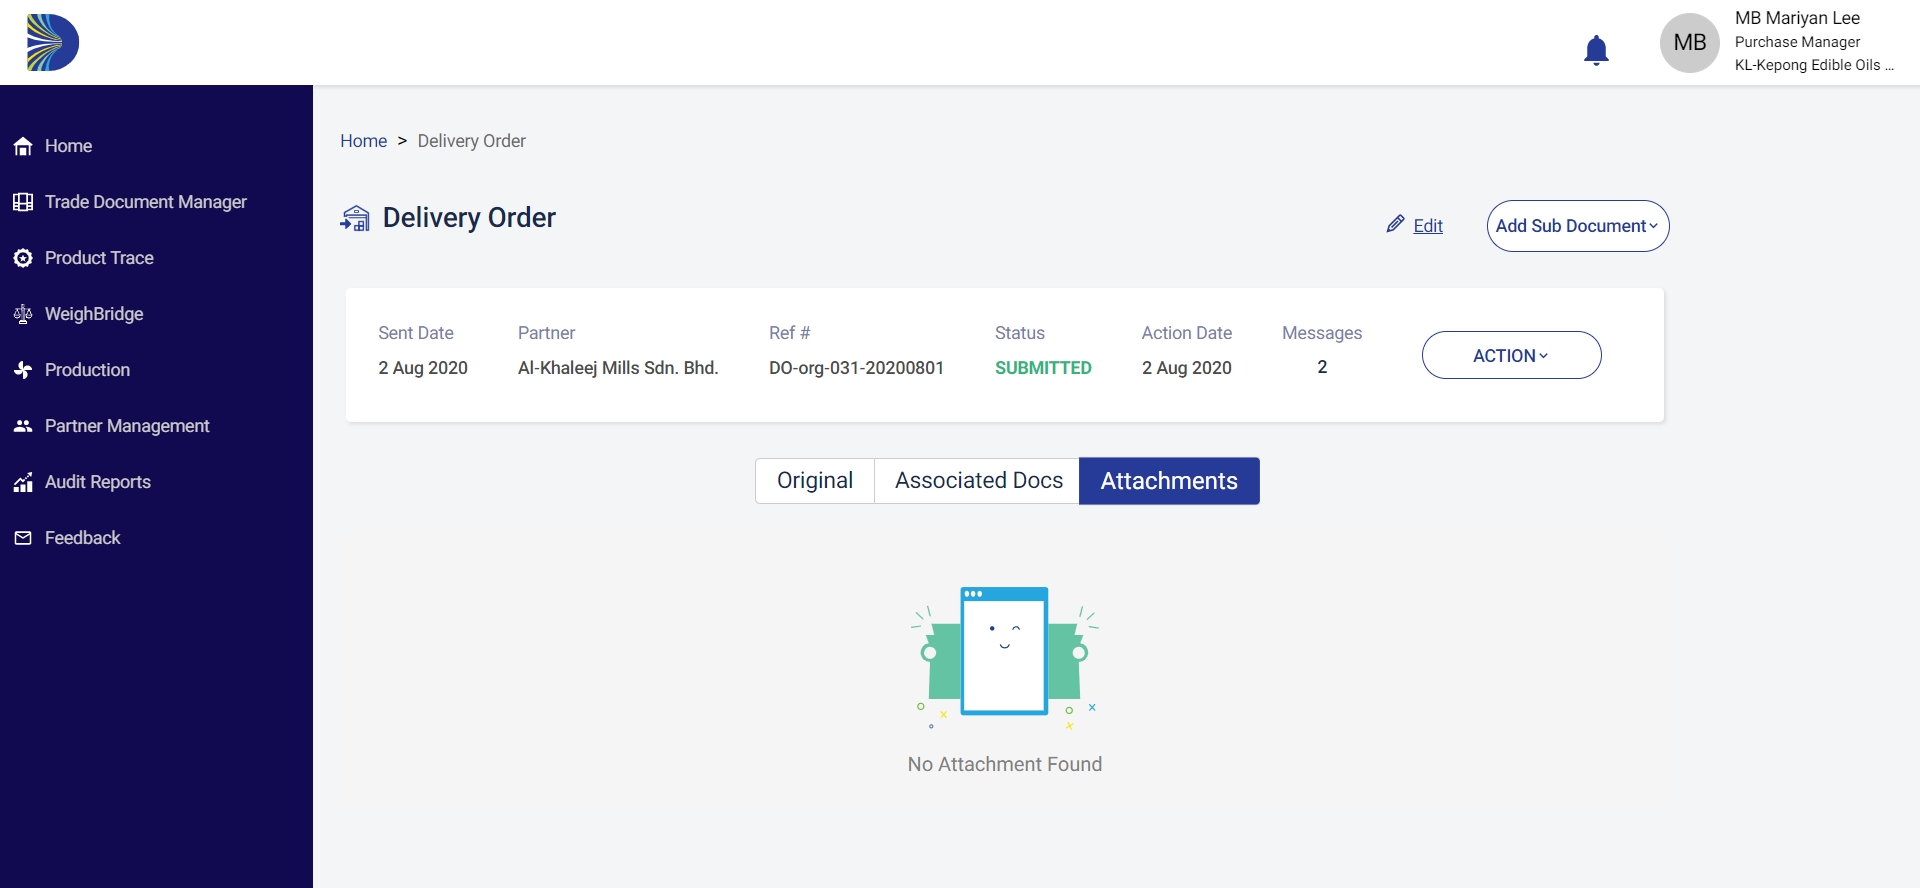 MB
MB Mariyan Lee
Purchase Manager
KL-Kepong Edible Oils ...
Home
Trade Document Manager
Product Trace
WeighBridge
Production
Partner Management
Audit Reports
Feedback
Home > Delivery Order
Delivery Order
Edit
Add Sub Document
Sent Date Partner Ref # Status Action Date Messages
2 Aug 2020 Al-Khaleej Mills Sdn. Bhd. DO-org-031-20200801 SUBMITTED 2 Aug 2020 2
ACTION
Original Associated Docs Attachments
No Attachment Found